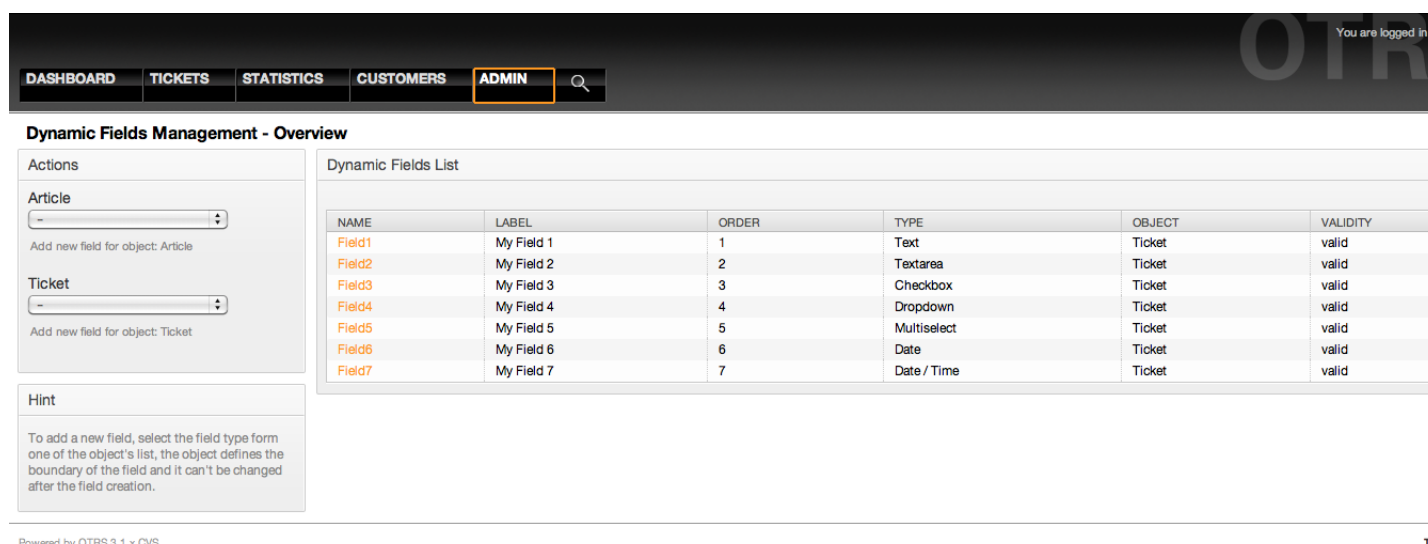 OTR
You are logged in
DASHBOARD TICKETS STATISTICS CUSTOMERS ADMIN
Dynamic Fields Management - Overview
Actions
Article
-
Add new field for object: Article
Ticket
-
Add new field for object: Ticket
Hint
To add a new field, select the field type form
one of the object's list, the object defines the
boundary of the field and it can't be changed
after the field creation.
Dynamic Fields List
NAME LABEL ORDER TYPE OBJECT VALIDITY
Field1 My Field 1 1 Text Ticket valid
Field2 My Field 2 2 Textarea Ticket valid
Field3 My Field 3 3 Checkbox Ticket valid
Field4 My Field 4 4 Dropdown Ticket valid
Field5 My Field 5 5 Multiselect Ticket valid
Field6 My Field 6 6 Date Ticket valid
Field7 My Field 7 7 Date / Time Ticket valid
Powered by OTRS 3.1.x CVS